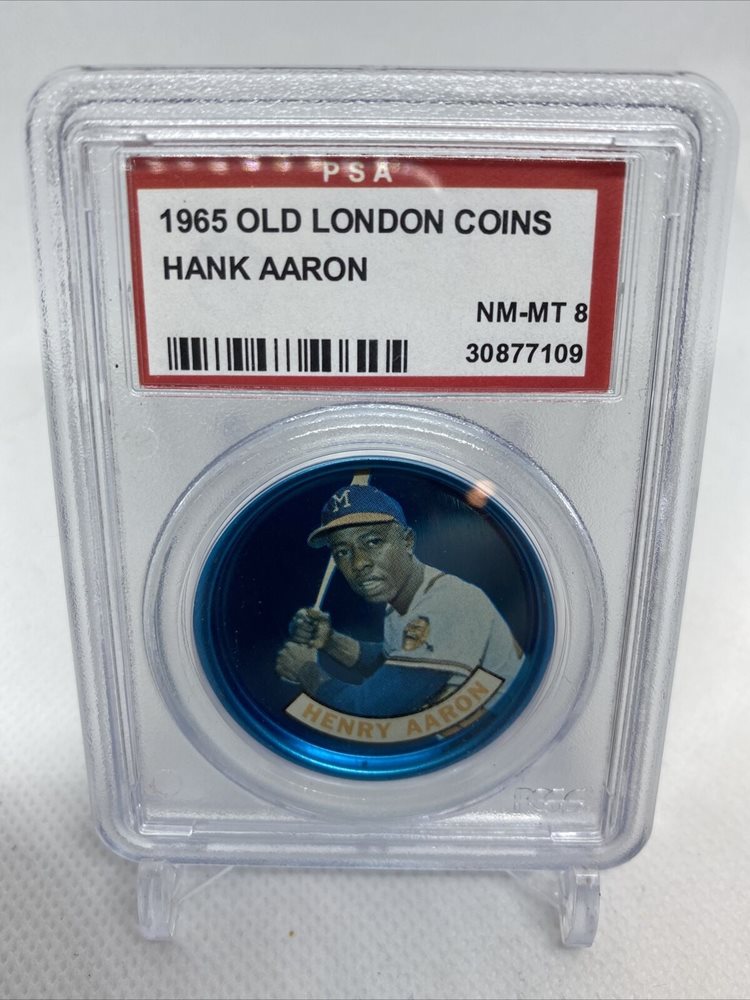 PSA
1965 OLD LONDON COINS
HANK AARON
NM-MT 8
30877109
M
HENRY AARON